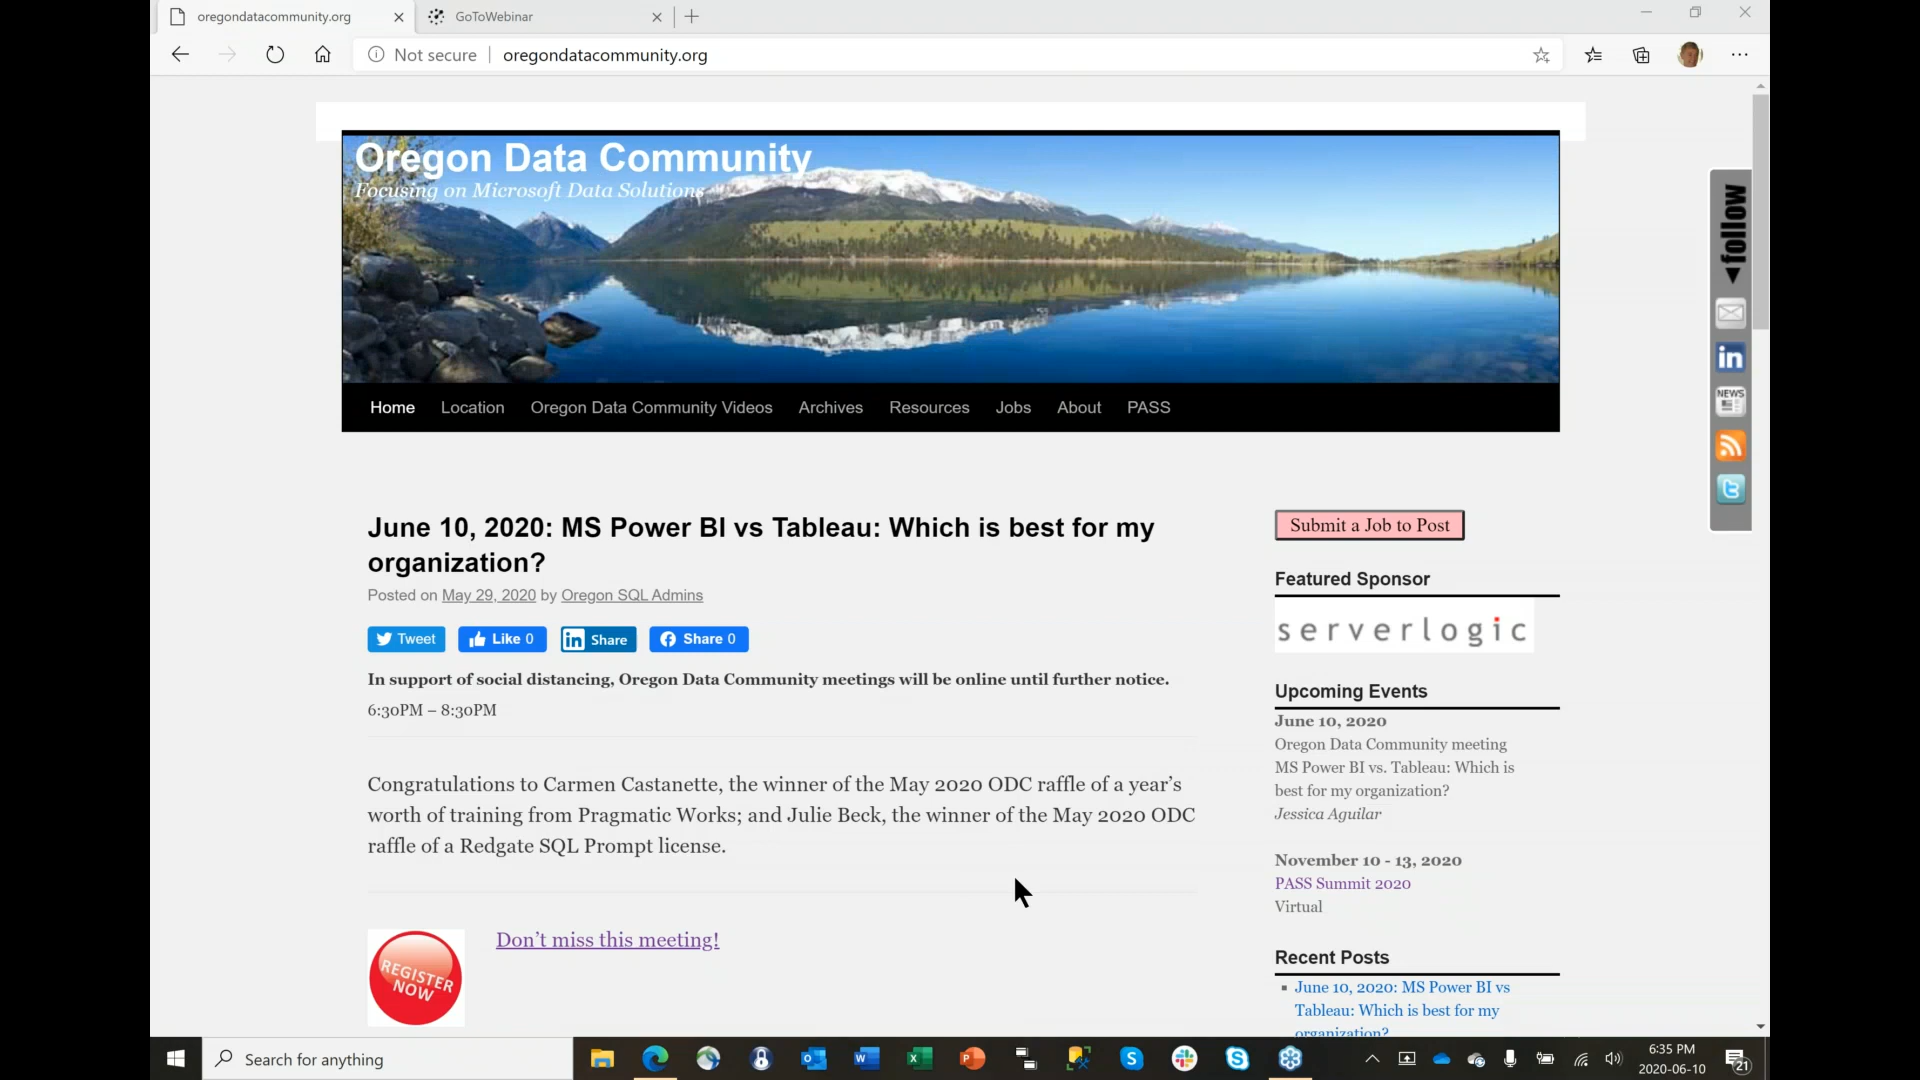 oregondatacommunity.org
GoToWebinar
Not secure
oregondatacommunity.org
Oregon Data Community
Focusing on Microsoft Data Solutions
follow
NEWS
Home Location Oregon Data Community Videos Archives Resources Jobs About PASS
June 10, 2020: MS Power BI vs Tableau: Which is best for my
organization?
Posted on May 29, 2020 by Oregon SQL Admins
Tweet Like 0 Share Share 0
In support of social distancing, Oregon Data Community meetings will be online until further notice.
6:30PM – 8:30PM
Congratulations to Carmen Castanette, the winner of the May 2020 ODC raffle of a year's
worth of training from Pragmatic Works; and Julie Beck, the winner of the May 2020 ODC
raffle of a Redgate SQL Prompt license.
REGISTER
NOW
Don't miss this meeting!
Submit a Job to Post
Featured Sponsor
serverlogic
Upcoming Events
June 10, 2020
Oregon Data Community meeting
MS Power BI vs. Tableau: Which is
best for my organization?
Jessica Aguilar
November 10 - 13, 2020
PASS Summit 2020
Virtual
Recent Posts
June 10, 2020: MS Power BI vs
Tableau: Which is best for my
organization?
Search for anything
6:35 PM
2020-06-10
21